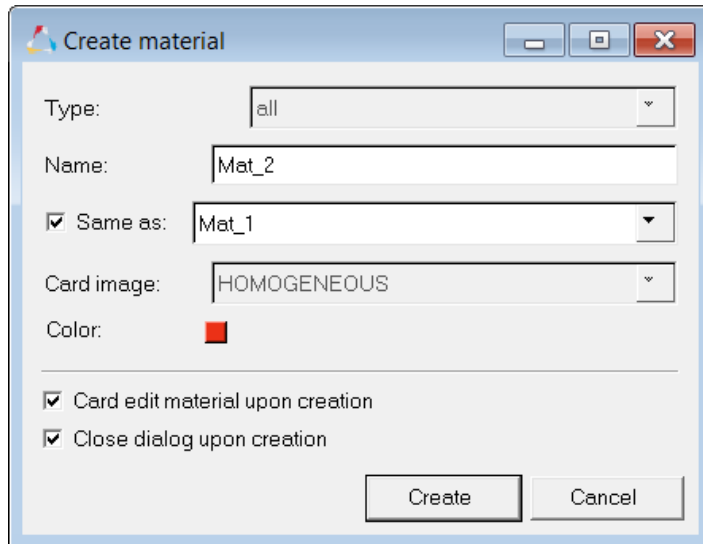 Create material
Type: all
Name: Mat_2
Same as: Mat_1
Card image: HOMOGENEOUS
Color:
Card edit material upon creation
Close dialog upon creation
Create Cancel